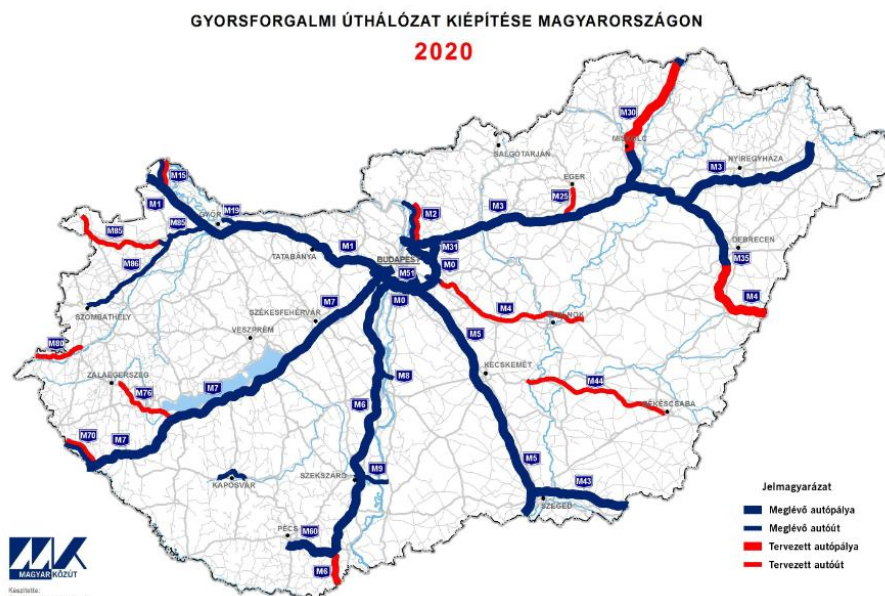 GYORSFORGALMI ÚTHÁLÓZAT KIÉPÍTÉSE MAGYARORSZÁGON
2020
M30
MISKOLC
SALGÓTARJÁN
NYÍREGYHÁZA
M3
EGER
M25
M15
M1
M19
GYŐR
M85
M85
M86
M2
M3
M31
M0
BUDAPEST
M51
M0
M1
TATABÁNYA
DEBRECEN
M35
M4
M4
SZOLNOK
SZOMBATHELY
SZÉKESFEHÉRVÁR
M7
VESZPRÉM
M5
M80
ZALAEGERSZEG
M76
M7
KECSKEMÉT
M8
M44
BÉKÉSCSABA
M6
M70
M7
KAPOSVÁR
SZEKSZÁRD
M9
M5
M43
SZEGED
PÉCS
M60
M6
Jelmagyarázat
Meglévő autópálya
Meglévő autóút
Tervezett autópálya
Tervezett autóút
MAGYAR KÖZÚT
Készítette: